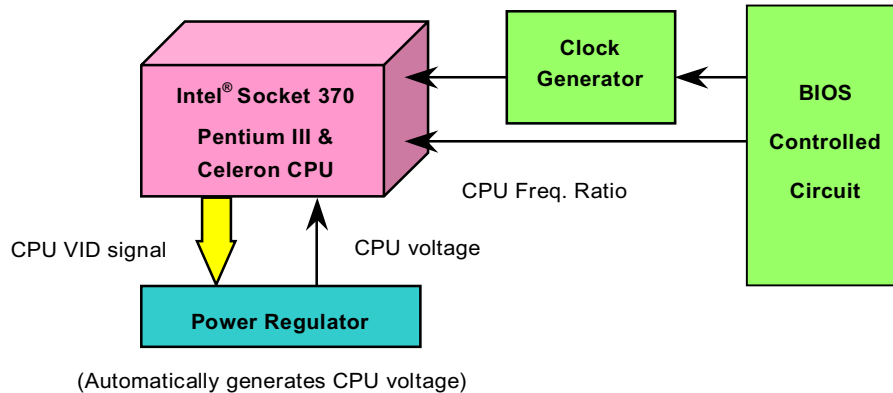 Intel® Socket 370
Pentium III &
Celeron CPU
Clock
Generator
BIOS
Controlled
Circuit
CPU Freq. Ratio
CPU VID signal
CPU voltage
Power Regulator
(Automatically generates CPU voltage)